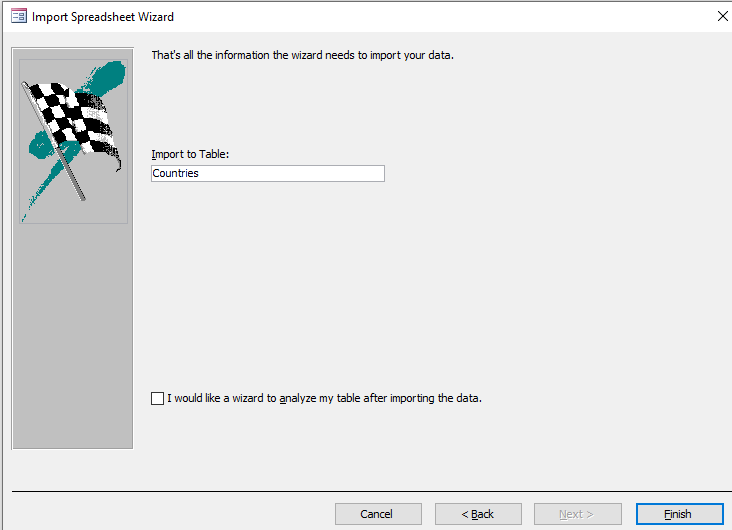 Import Spreadsheet Wizard
That's all the information the wizard needs to import your data.
Import to Table:
Countries
I would like a wizard to analyze my table after importing the data.
Cancel
< Back
Next >
Finish